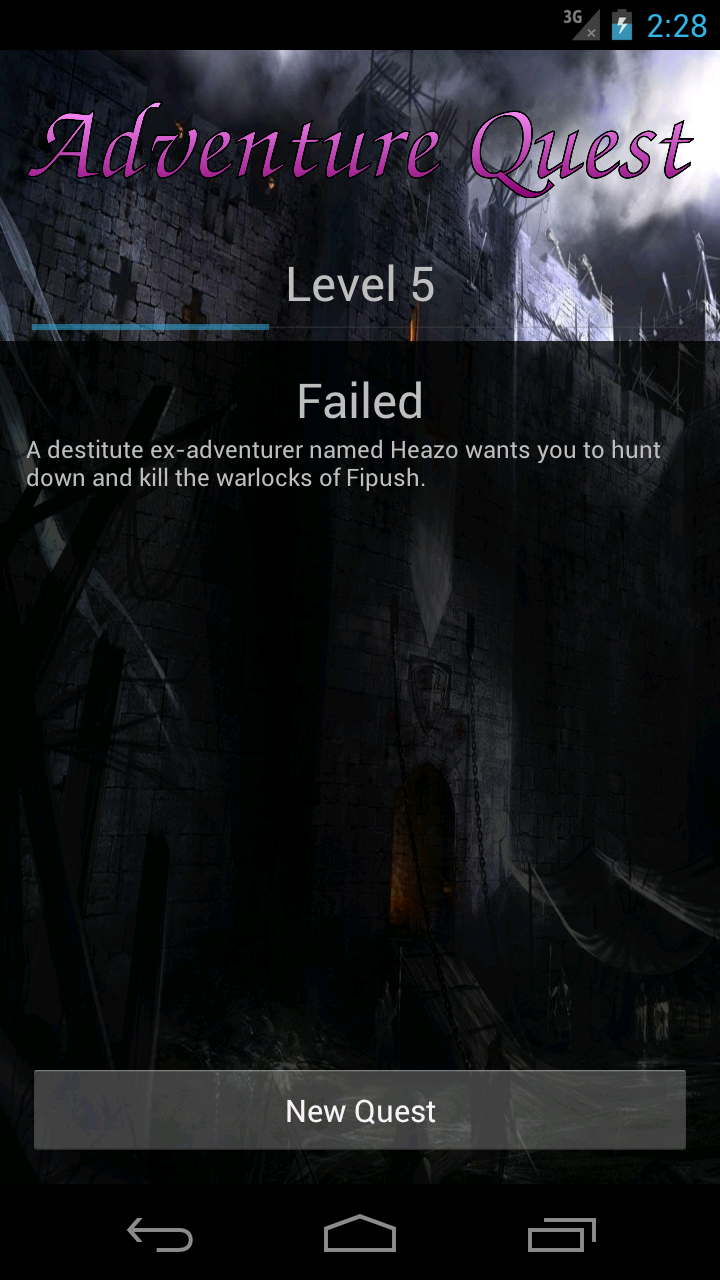 3G
2:28
Adventure Quest
Level 5
Failed
A destitute ex-adventurer named Heazo wants you to hunt
down and kill the warlocks of Fipush.
New Quest